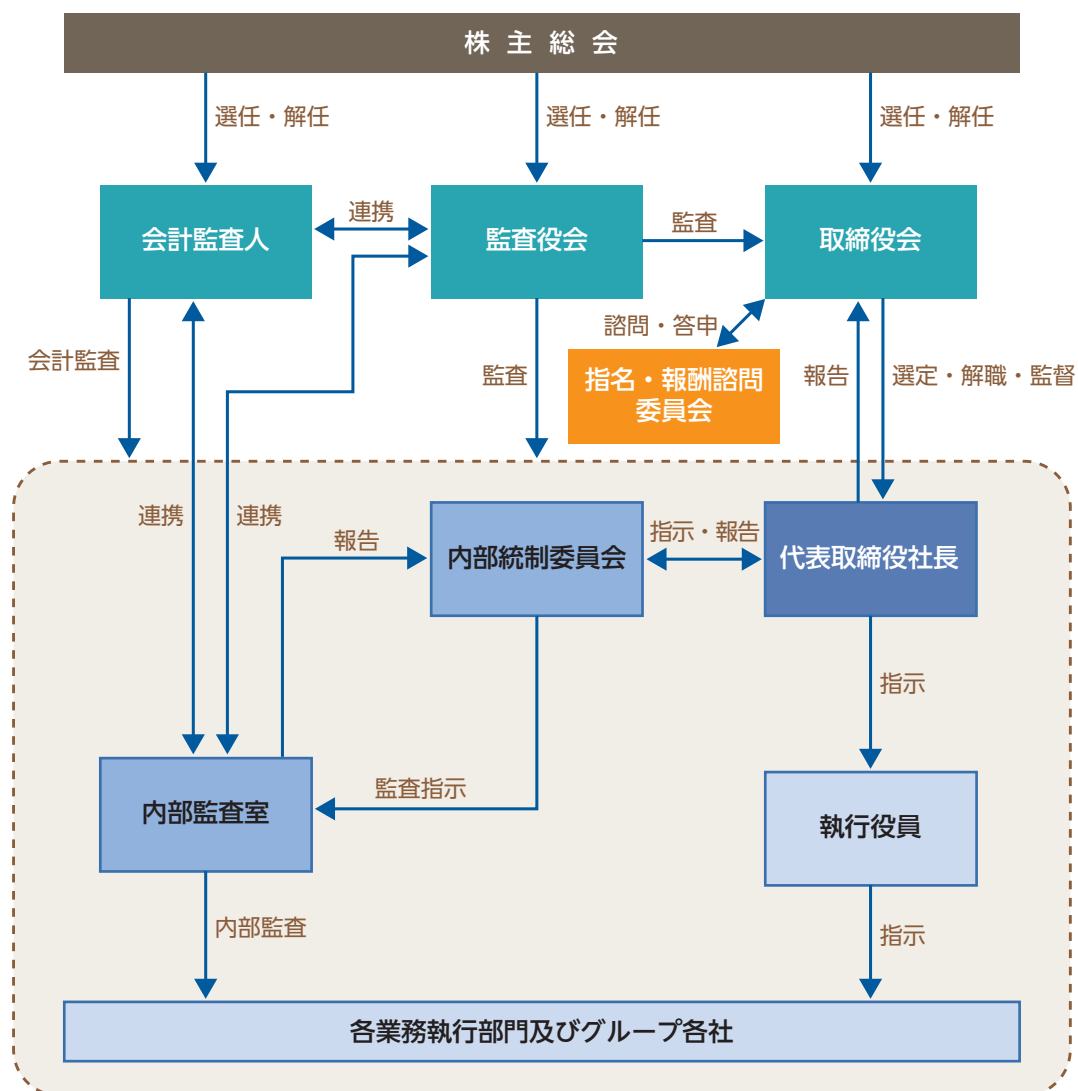 株主総会
選任・解任
選任・解任
選任・解任
会計監査人
連携
監査役会
監査
取締役会
諮問・答申
会計監査
監査
指名・報酬諮問
委員会
報告
選定・解職・監督
連携
連携
報告
内部統制委員会
指示・報告
代表取締役社長
指示
内部監査室
監査指示
執行役員
内部監査
指示
各業務執行部門及びグループ各社